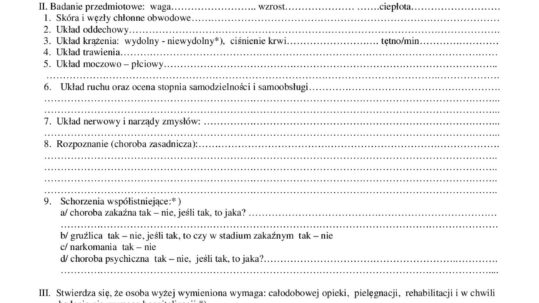 II. Badanie przedmiotowe: waga............................ wzrost........................ ........ciepłota..............................
1. Skóra i węzły chłonne obwodowe......................................................................................................
2. Układ oddechowy..................................................................................................................
3. Układ krążenia: wydolny - niewydolny*), ciśnienie krwi................................ tętno/min...........................
4. Układ trawienia.....................................................................................................................
5. Układ moczowo – płciowy.........................................................................................................
......................................................................................................................................................
6. Układ ruchu oraz ocena stopnia samodzielności i samoobsługi..............................................................
......................................................................................................................................................
......................................................................................................................................................
7. Układ nerwowy i narządy zmysłów: ..................................................................................................
......................................................................................................................................................
8. Rozpoznanie (choroba zasadnicza):....................................................................................................
......................................................................................................................................................
......................................................................................................................................................
......................................................................................................................................................
......................................................................................................................................................
9. Schorzenia współistniejące:* )
a/ choroba zakaźna tak – nie, jeśli tak, to jaka? ...................................................................................
......................................................................................................................................................
b/ gruźlica tak – nie, jeśli tak, to czy w stadium zakaźnym tak – nie
c/ narkomania tak – nie
d/ choroba psychiczna tak – nie, jeśli tak, to jaka?..............................................................................
......................................................................................................................................................
III. Stwierdza się, że osoba wyżej wymieniona wymaga: całodobowej opieki, pielęgnacji, rehabilitacji i w chwili